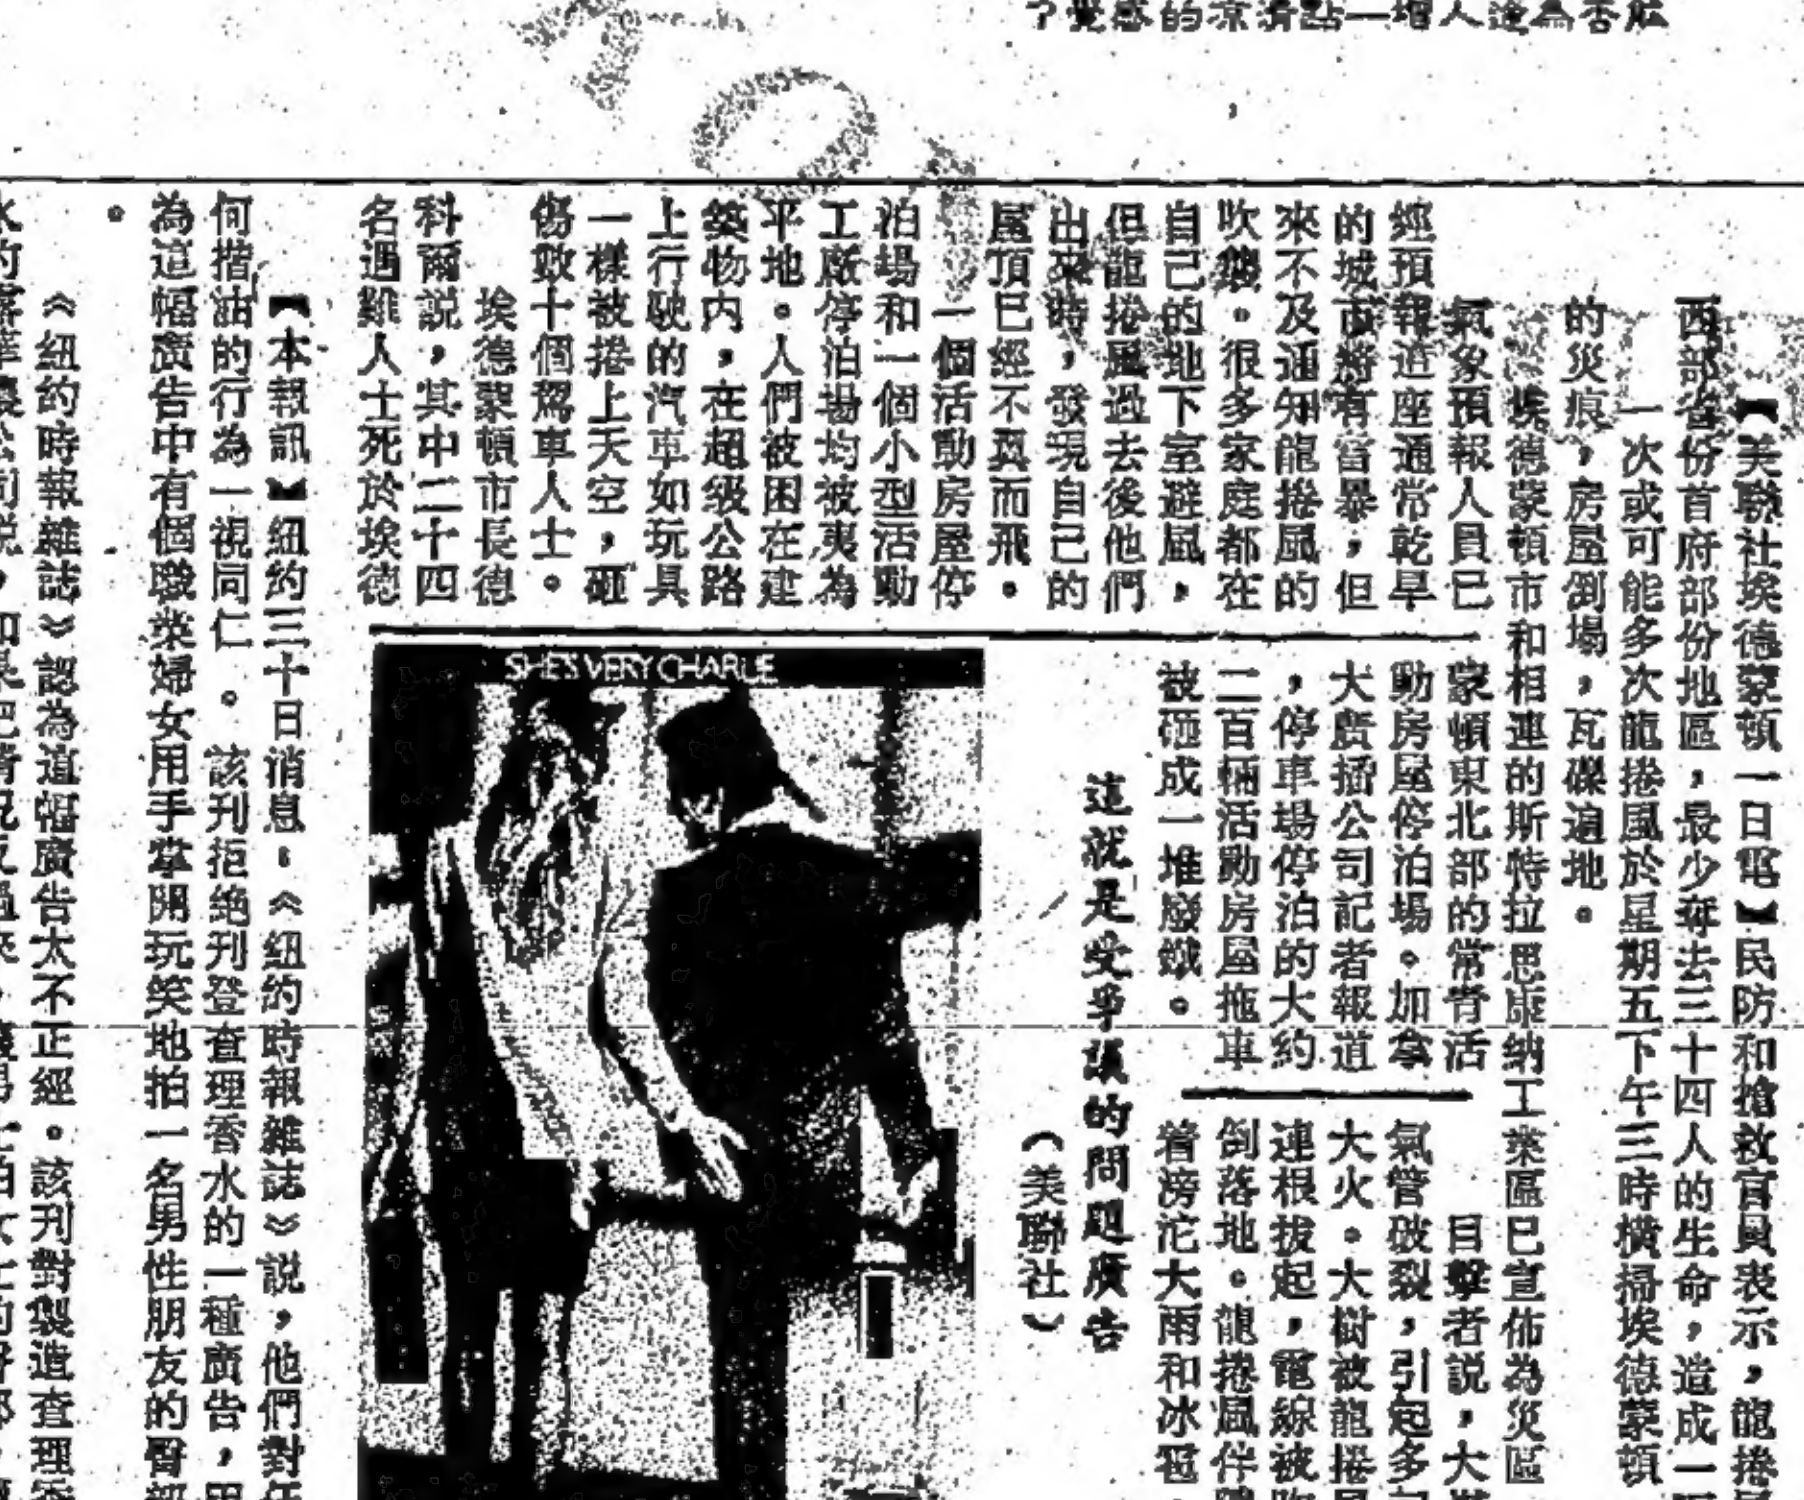 【美聯社埃德蒙頓一日電】民防和搶救官員表示，龍捲
西部省份首府部份地區，最少奪去三十四人的生命，造成一
一次或可能多次龍捲風於星期五下午三時橫掃埃德蒙頓
的災痕，房屋倒塌，瓦礫遍地。
埃德蒙頓市和相連的斯特拉思康納工業區已宣佈為災區
氣象預報人員已
經預報這座通常乾旱
的城市將有雷暴，但
來不及通知龍捲風的
吹襲。很多家庭都在
自己的地下室避風，
但龍捲風過去後他們
出來時，發現自己的
屋頂已經不翼而飛。
一個活動房屋停
泊場和一個小型活動
工廠停泊場均被夷為
平地。人們被困在建
築物內，在超級公路
上行駛的汽車如玩具
一樣被捲上天空，砸
傷數十個駕車人士。
埃德蒙頓市長德
科爾說，其中二十四
名遇難人士死於埃德
蒙頓東北部的常青活
動房屋停泊場。加拿
大廣播公司記者報道
，停車場停泊的大約
二百輛活動房屋拖車
被砸成一堆廢鐵。
目擊者說，大
氣管破裂，引起多
大火。大樹被龍捲
連根拔起，電線被
倒落地。龍捲風伴
着滂沱大雨和冰雹
這就是受爭議的問題廣告
（美聯社）
SHE'S VERY CHARLIE
【本報訊】紐約三十日消息：《紐約時報雜誌》說，他們對任
何揩油的行為一視同仁。該刊拒絕刊登查理香水的一種廣告，
為這幅廣告中有個職業婦女用手掌開玩笑地拍一名男性朋友的臀部
。
《紐約時報雜誌》認為這幅廣告太不正經。該刊對製造查理香